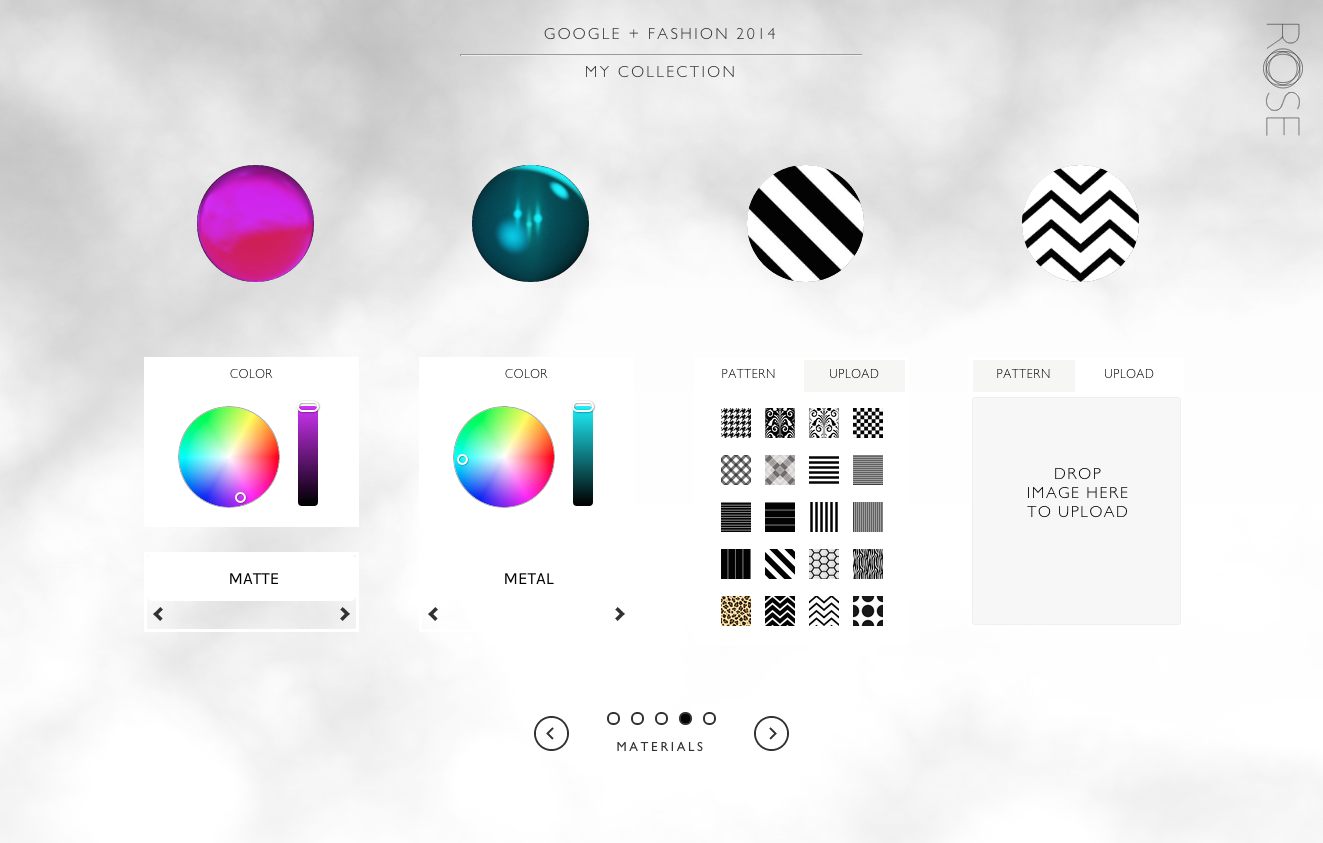 GOOGLE + FASHION 2014
MY COLLECTION
ROSE
COLOR
COLOR
PATTERN
UPLOAD
PATTERN
UPLOAD
DROP
IMAGE HERE
TO UPLOAD
MATTE
METAL
MATERIALS